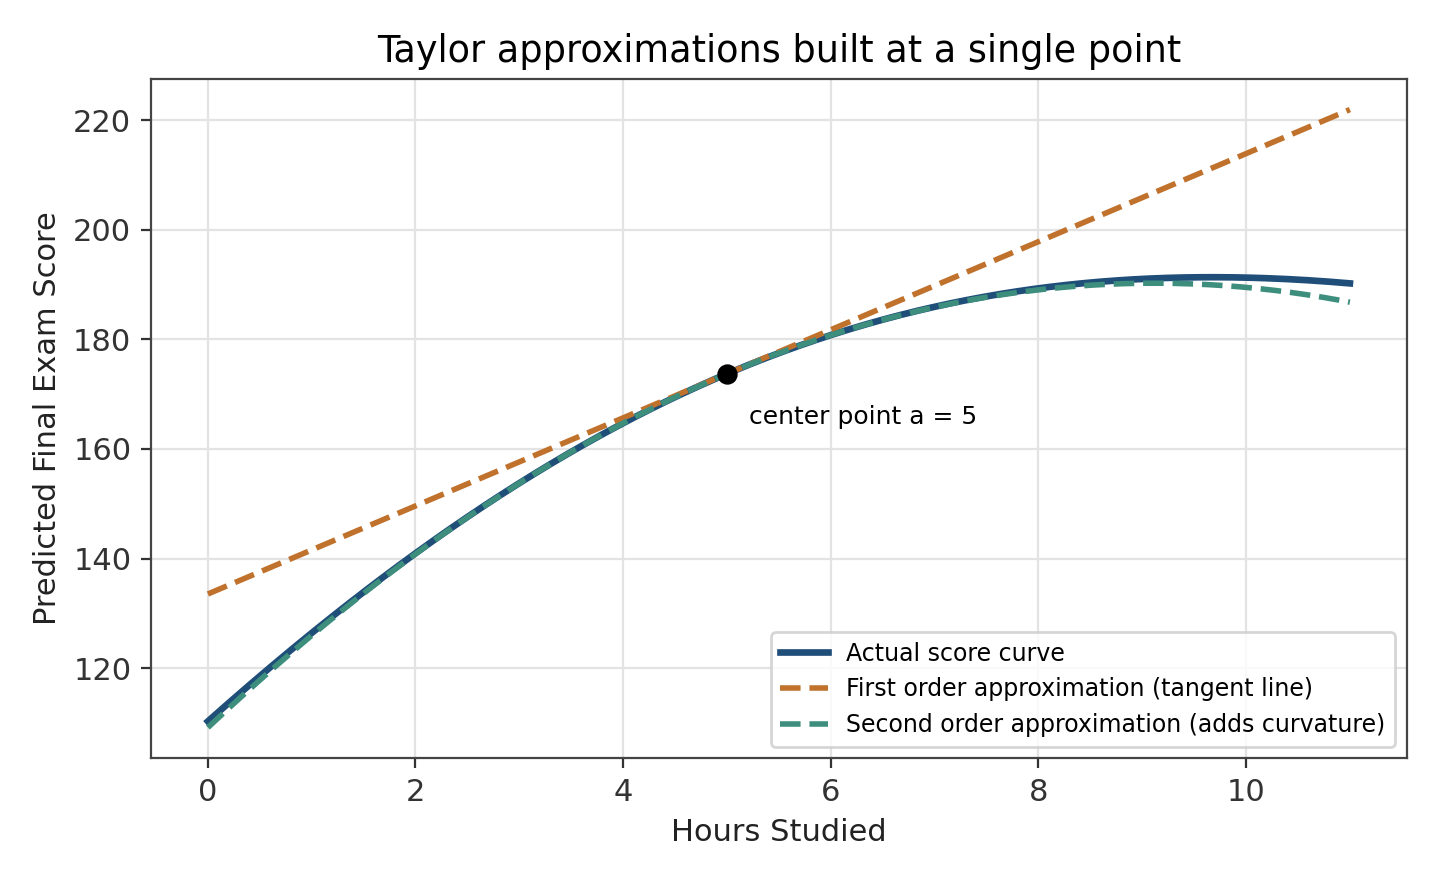 Taylor approximations built at a single point
Predicted Final Exam Score
220
200
180
160
140
120
center point a = 5
Actual score curve
First order approximation (tangent line)
Second order approximation (adds curvature)
0 2 4 6 8 10
Hours Studied